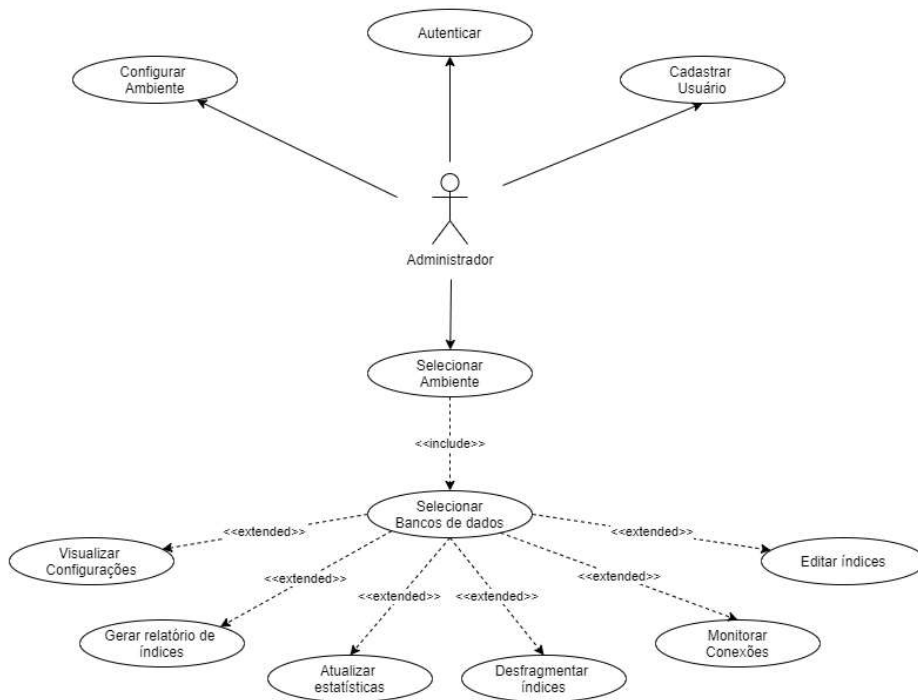 Autenticar
Configurar
Ambiente
Cadastrar
Usuário
Administrador
Selecionar
Ambiente
<<include>>
Selecionar
Bancos de dados
<<extended>>
<<extended>>
<<extended>>
<<extended>>
<<extended>>
<<extended>>
Visualizar
Configurações
Editar índices
Gerar relatório de
índices
Monitorar
Conexões
Atualizar
estatísticas
Desfragmentar
índices